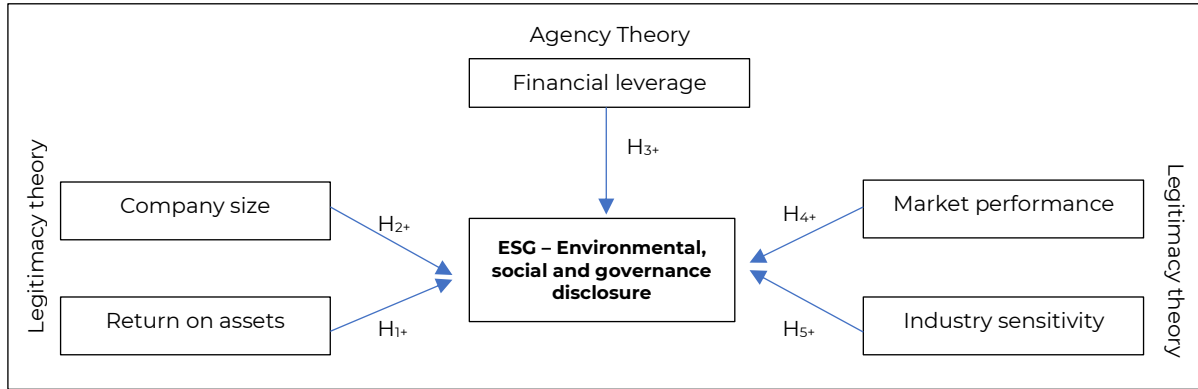 Agency Theory
Financial leverage
H3+
Legitimacy theory
Company size
H2+
Return on assets
H1+
ESG – Environmental,
social and governance
disclosure
H4+
Market performance
H5+
Industry sensitivity
Legitimacy theory